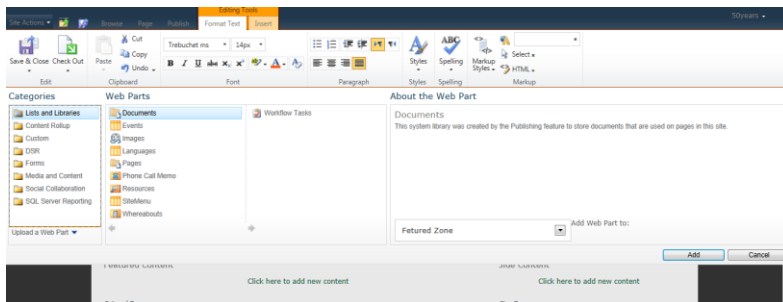 Editing Tools
Site Actions Browse Page Publish Format Text Insert 50years
Save & Close Check Out Paste Cut Copy Undo Trebuchet ms 14px Styles Spelling Markup Styles Select HTML
B I U abc x, x² A
Edit Clipboard Font Paragraph Styles Spelling Markup
Categories Web Parts About the Web Part
Lists and Libraries
Content Rollup
Custom
DSR
Forms
Media and Content
Social Collaboration
SQL Server Reporting
Upload a Web Part
Documents
Events
Images
Languages
Pages
Phone Call Memo
Resources
SiteMenu
Whereabouts
Workflow Tasks
Documents
This system library was created by the Publishing feature to store documents that are used on pages in this site.
Fetured Zone Add Web Part to:
Add Cancel
Featured Content Side Content
Click here to add new content Click here to add new content